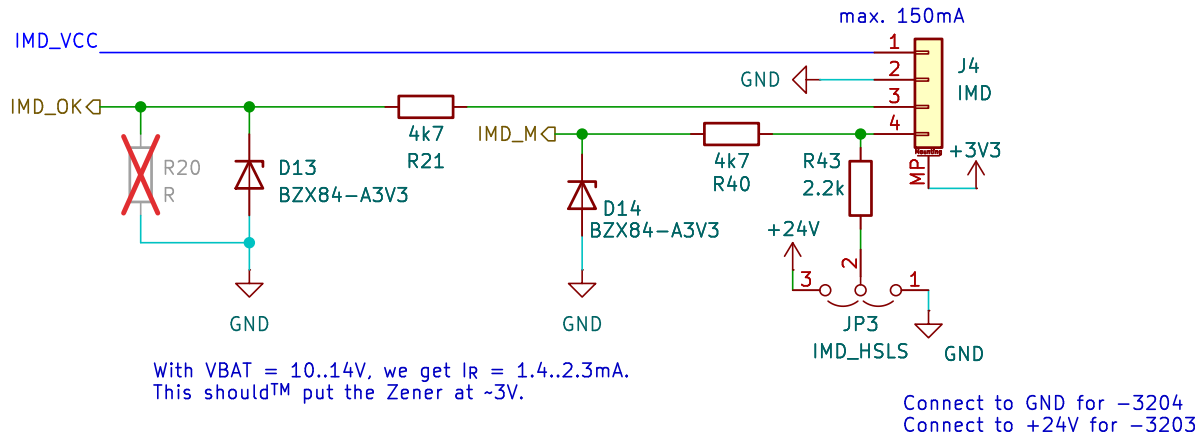 max. 150mA
IMD_VCC
1
GND
2
J4
IMD
IMD_OK
3
IMD_M
4
4k7
R21
4k7
R40
R43
2.2k
Mounting
MP
+3V3
R20
R
D13
BZX84-A3V3
D14
BZX84-A3V3
+24V
3
2
1
GND
GND
JP3
IMD_HSLS
GND
With VBAT = 10..14V, we get IR = 1.4..2.3mA.
This should™ put the Zener at ~3V.
Connect to GND for -3204
Connect to +24V for -3203